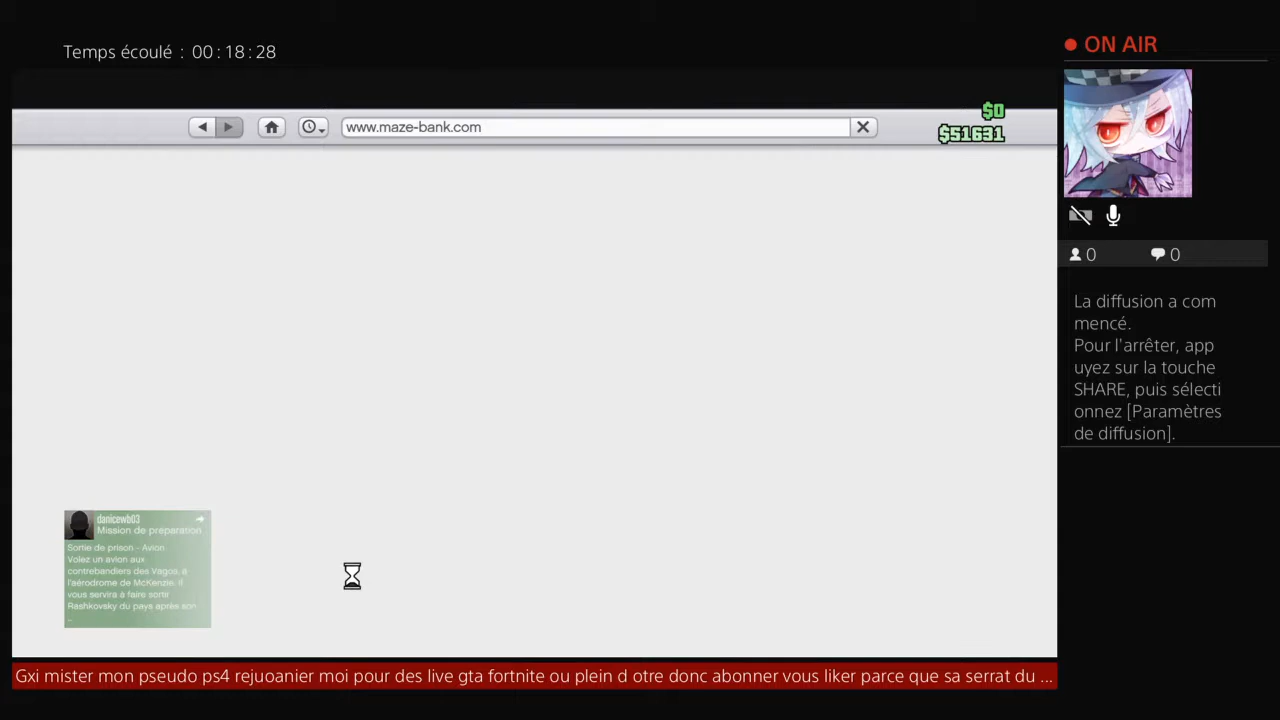 Temps écoulé : 00:18:28
ON AIR
www.maze-bank.com
$0
$51631
0
0
La diffusion a com
mencé.
Pour l'arrêter, app
uyez sur la touche
SHARE, puis sélecti
onnez [Paramètres
de diffusion].
danicewb03
Mission de préparation
Sortie de prison - Avion
Volez un avion aux
contrebandiers des Vagos, à
l'aérodrome de McKenzie. Il
vous servira à faire sortir
Rashkovsky du pays après son
...
Gxi mister mon pseudo ps4 rejuoanier moi pour des live gta fortnite ou plein d otre donc abonner vous liker parce que sa serrat du ...